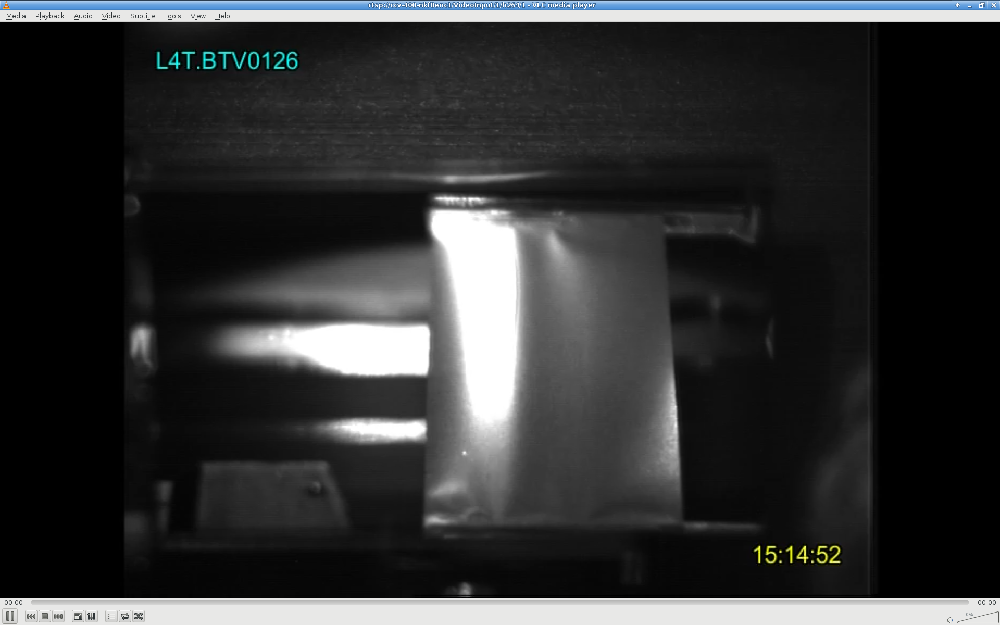 rtsp://ccv-400-nkf8enc1/VideoInput/1/h264/1 - VLC media player
Media Playback Audio Video Subtitle Tools View Help
L4T.BTV0126
15:14:52
00:00 00:00
0%